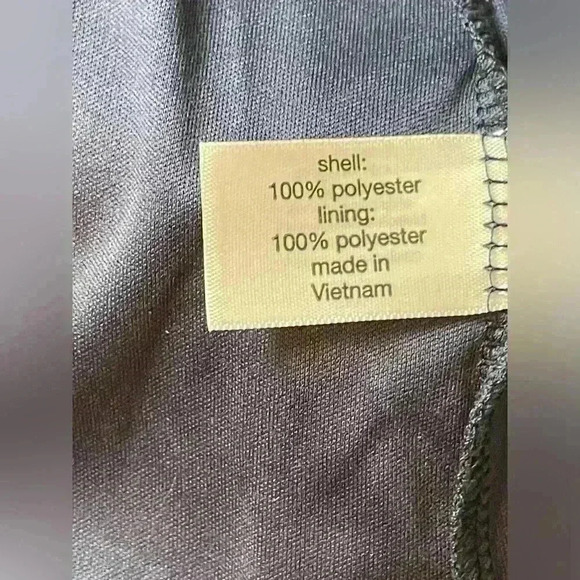 shell:
100% polyester
lining:
100% polyester
made in
Vietnam